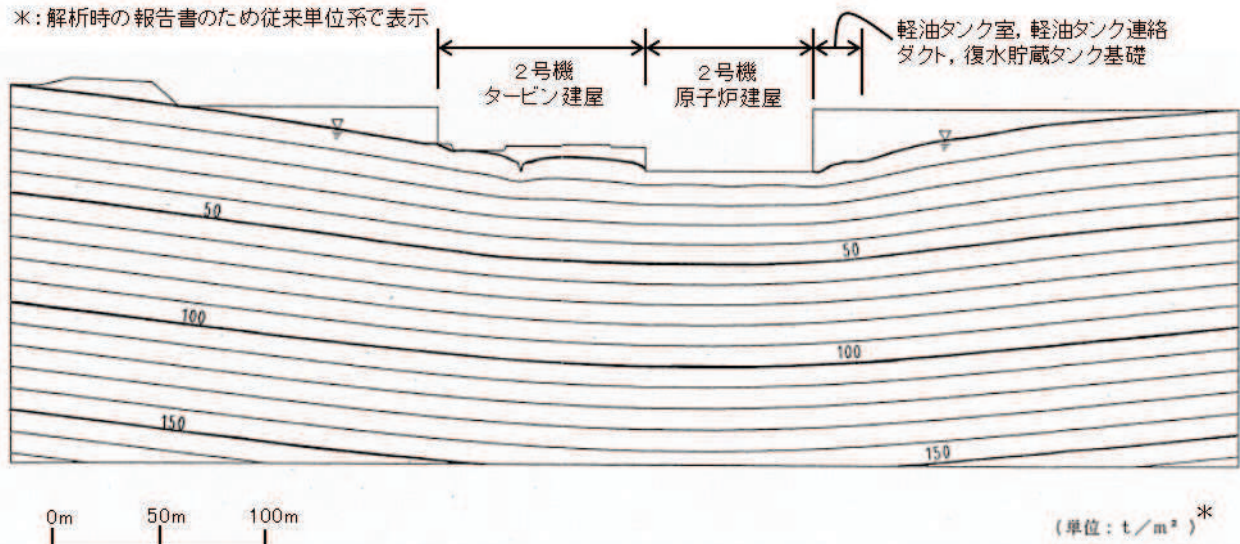 *:解析時の報告書のため従来単位系で表示
軽油タンク室,軽油タンク連絡
ダクト,復水貯蔵タンク基礎
2号機
タービン建屋
2号機
原子炉建屋
50
50
100
100
150
150
0m 50m 100m
(単位:t/m²)*